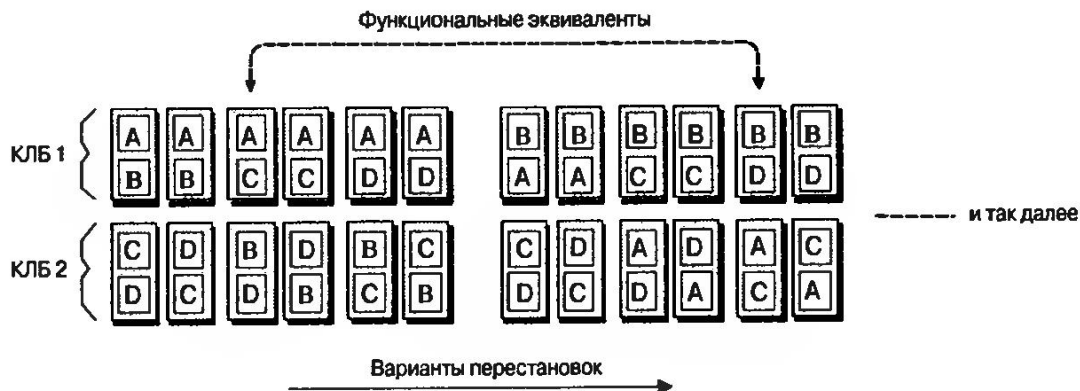 Функциональные эквиваленты
A A A A A A B B B B B B
КЛБ 1
B B C C D D A A C C D D
и так далее
C D B D B C C D A D A C
КЛБ 2
D C D B C B D C D A C A
Варианты перестановок